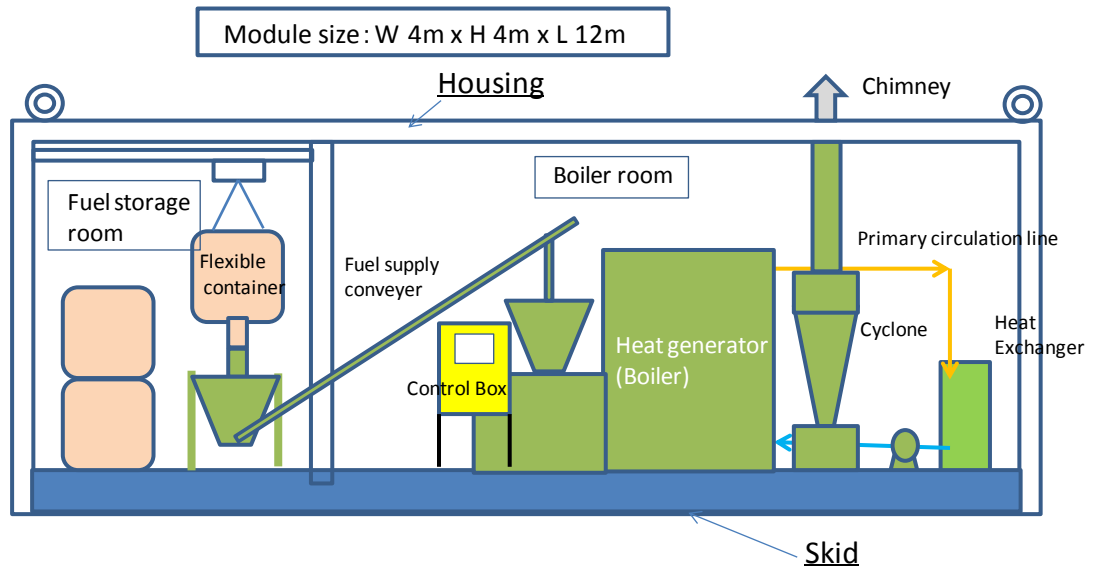 Module size : W 4m x H 4m x L 12m
Housing
Chimney
Boiler room
Fuel storage
room
Flexible
container
Fuel supply
conveyer
Primary circulation line
Cyclone
Heat
Exchanger
Heat generator
(Boiler)
Control Box
Skid